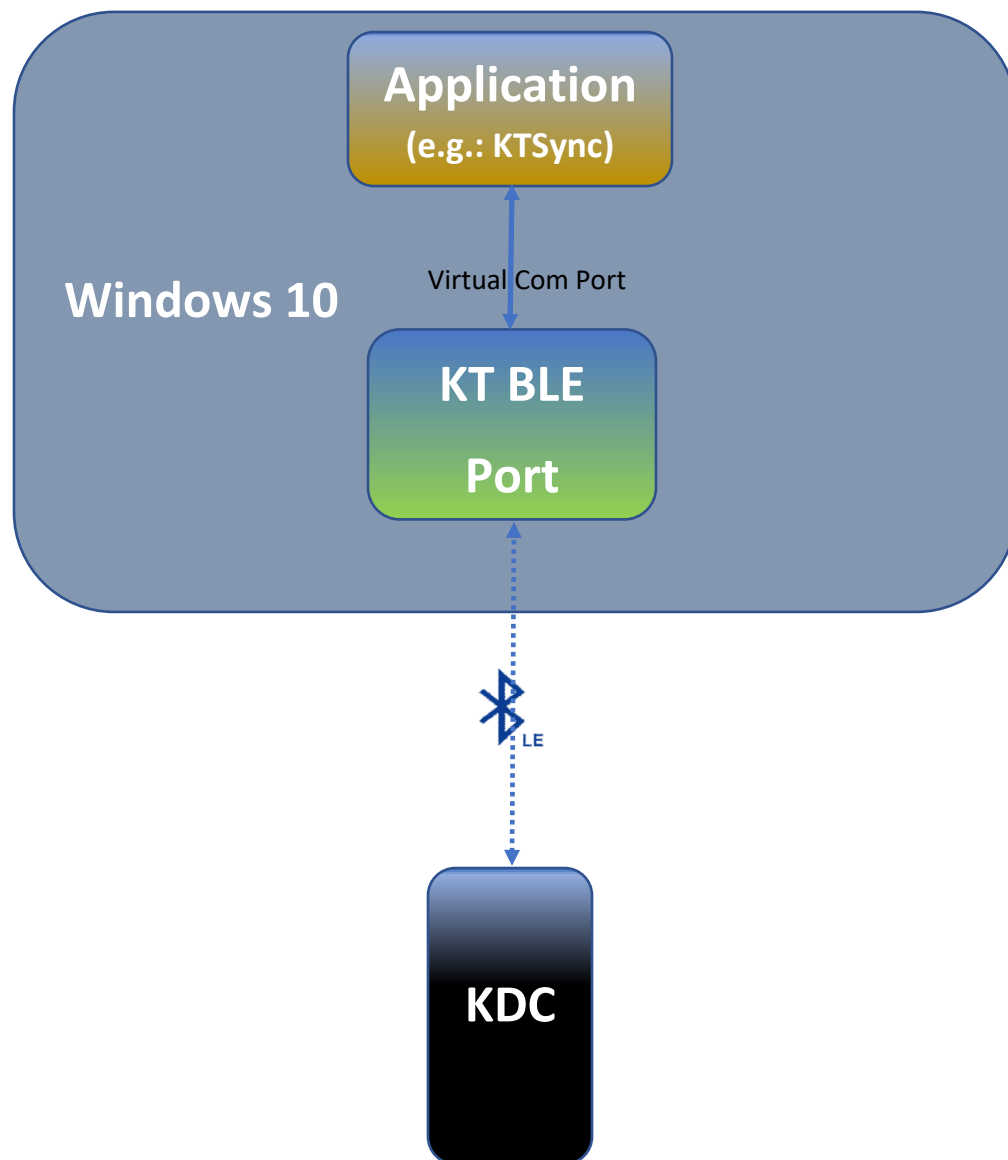 Application
(e.g.: KTSync)
Virtual Com Port
Windows 10
KT BLE
Port
LE
KDC